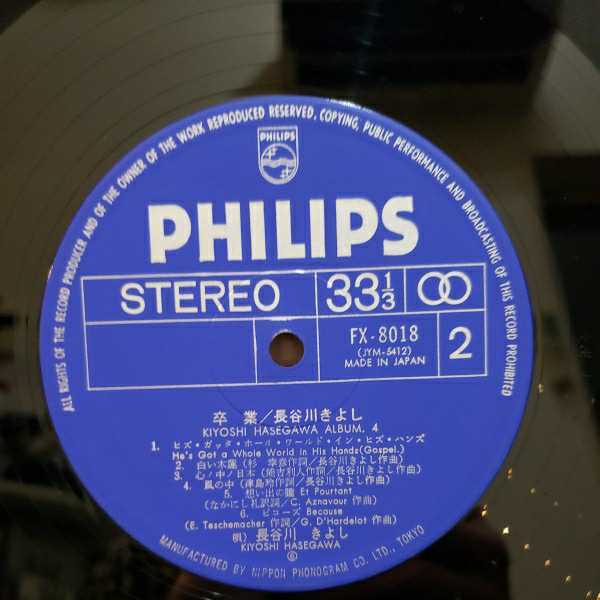 ALL RIGHTS OF THE RECORD PRODUCER AND OF THE OWNER OF THE WORK REPRODUCED RESERVED, COPYING, PUBLIC PERFORMANCE AND BROADCASTING OF THIS RECORD PROHIBITED
PHILIPS
PHILIPS
STEREO
33 1/3
FX-8018
(JYM-5412)
MADE IN JAPAN
2
卒 業/長谷川きよし
KIYOSHI HASEGAWA ALBUM. 4
1. ヒズ・ガッタ・ホール・ワールド・イン・ヒズ・ハンズ
He's Got a Whole World in His Hands(Gospel.)
2. 白い木蓮(杉 幸彦作詞/長谷川きよし作曲)
3. 心ノ中ノ日本(能吉利人作詞/長谷川きよし作曲)
4. 風の中(津島玲作詞/長谷川きよし作曲)
5. 想い出の瞳 Et Pourtant
(なかにし礼訳詞/C. Aznavour 作曲)
6. ビコーズ Because
(E. Teschemacher 作詞/G. D'Hardelot 作曲)
唄) 長谷川 きよし
KIYOSHI HASEGAWA
Ⓟ
MANUFACTURED BY NIPPON PHONOGRAM CO. LTD., TOKYO